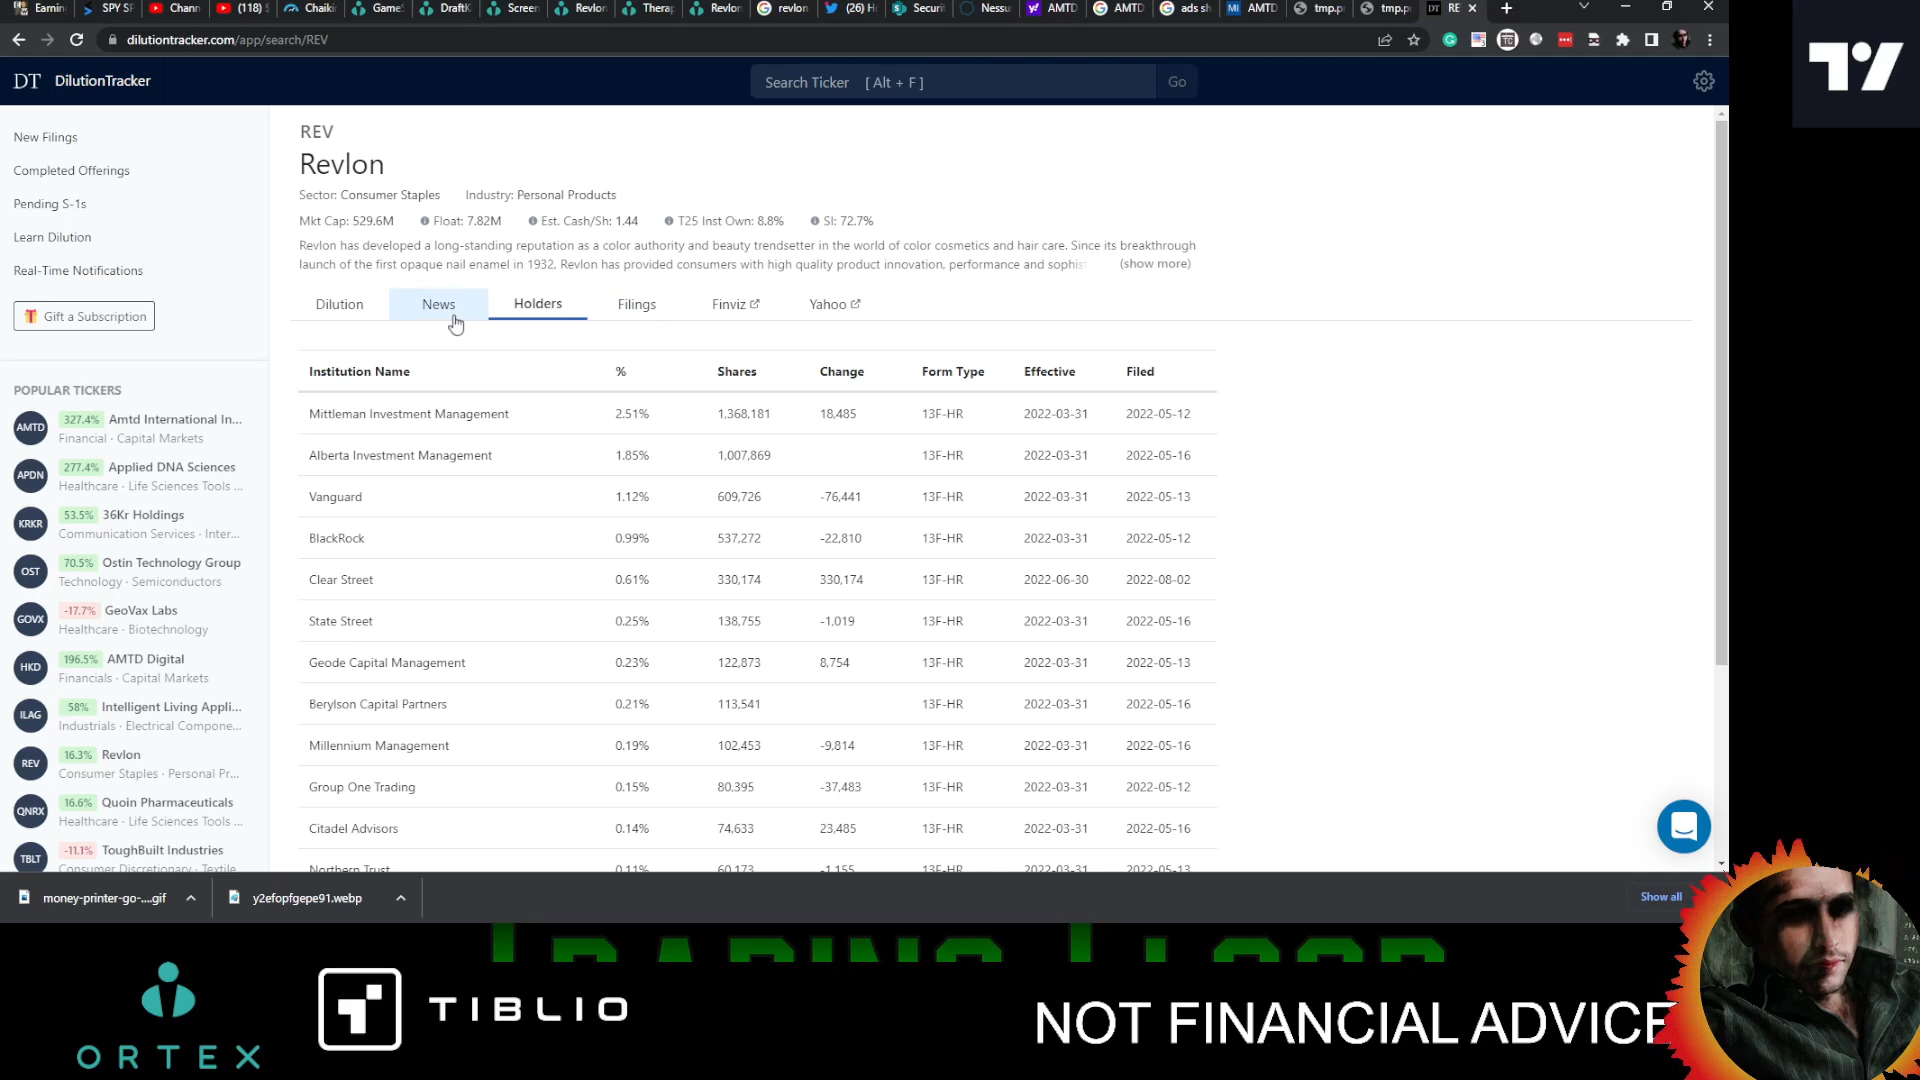 Earnin
SPY SP
Chann
(118)
Chaiki
GameS
DraftK
Screen
Revlon
Therap
Revlon
revlon
(26) H
Securit
Nessu
AMTD
AMTD
ads sh
AMTD
tmp.p
tmp.p
RE
dilutiontracker.com/app/search/REV
DT DilutionTracker
Search Ticker [ Alt + F ]
Go
New Filings
Completed Offerings
Pending S-1s
Learn Dilution
Real-Time Notifications
Gift a Subscription
POPULAR TICKERS
AMTD 327.4% Amtd International In...
Financial · Capital Markets
APDN 277.4% Applied DNA Sciences
Healthcare · Life Sciences Tools ...
KRKR 53.5% 36Kr Holdings
Communication Services · Inter...
OST 70.5% Ostin Technology Group
Technology · Semiconductors
GOVX -17.7% GeoVax Labs
Healthcare · Biotechnology
HKD 196.5% AMTD Digital
Financials · Capital Markets
ILAG 58% Intelligent Living Appli...
Industrials · Electrical Compone...
REV 16.3% Revlon
Consumer Staples · Personal Pr...
QNRX 16.6% Quoin Pharmaceuticals
Healthcare · Life Sciences Tools ...
TBLT -11.1% ToughBuilt Industries
Consumer Discretionary · Textile
REV
Revlon
Sector: Consumer Staples Industry: Personal Products
Mkt Cap: 529.6M Float: 7.82M Est. Cash/Sh: 1.44 T25 Inst Own: 8.8% SI: 72.7%
Revlon has developed a long-standing reputation as a color authority and beauty trendsetter in the world of color cosmetics and hair care. Since its breakthrough
launch of the first opaque nail enamel in 1932, Revlon has provided consumers with high quality product innovation, performance and sophist (show more)
Dilution News Holders Filings Finviz Yahoo
Institution Name % Shares Change Form Type Effective Filed
Mittleman Investment Management 2.51% 1,368,181 18,485 13F-HR 2022-03-31 2022-05-12
Alberta Investment Management 1.85% 1,007,869 13F-HR 2022-03-31 2022-05-16
Vanguard 1.12% 609,726 -76,441 13F-HR 2022-03-31 2022-05-13
BlackRock 0.99% 537,272 -22,810 13F-HR 2022-03-31 2022-05-12
Clear Street 0.61% 330,174 330,174 13F-HR 2022-06-30 2022-08-02
State Street 0.25% 138,755 -1,019 13F-HR 2022-03-31 2022-05-16
Geode Capital Management 0.23% 122,873 8,754 13F-HR 2022-03-31 2022-05-13
Berylson Capital Partners 0.21% 113,541 13F-HR 2022-03-31 2022-05-16
Millennium Management 0.19% 102,453 -9,814 13F-HR 2022-03-31 2022-05-16
Group One Trading 0.15% 80,395 -37,483 13F-HR 2022-03-31 2022-05-12
Citadel Advisors 0.14% 74,633 23,485 13F-HR 2022-03-31 2022-05-16
Northern Trust 0.11% 60,173 -1,155 13F-HR 2022-03-31
money-printer-go-....gif
y2efopfgepe91.webp
Show all
ORTEX
TIBLIO
NOT FINANCIAL ADVICE